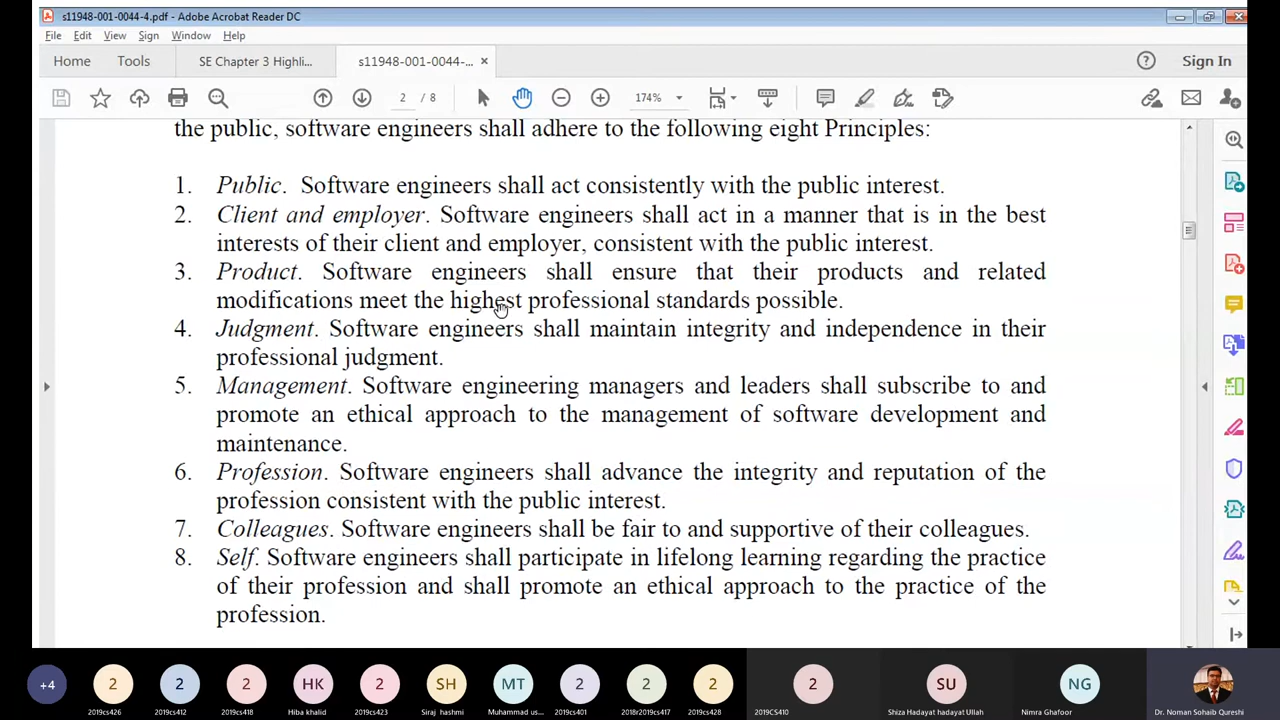 s11948-001-0044-4.pdf - Adobe Acrobat Reader DC
File Edit View Sign Window Help
Home Tools SE Chapter 3 Highli... s11948-001-0044-... × Sign In
2 / 8 174%
the public, software engineers shall adhere to the following eight Principles:
1. Public. Software engineers shall act consistently with the public interest.
2. Client and employer. Software engineers shall act in a manner that is in the best
interests of their client and employer, consistent with the public interest.
3. Product. Software engineers shall ensure that their products and related
modifications meet the highest professional standards possible.
4. Judgment. Software engineers shall maintain integrity and independence in their
professional judgment.
5. Management. Software engineering managers and leaders shall subscribe to and
promote an ethical approach to the management of software development and
maintenance.
6. Profession. Software engineers shall advance the integrity and reputation of the
profession consistent with the public interest.
7. Colleagues. Software engineers shall be fair to and supportive of their colleagues.
8. Self. Software engineers shall participate in lifelong learning regarding the practice
of their profession and shall promote an ethical approach to the practice of the
profession.
+4 2 2 2 HK 2 SH MT 2 2 2 2 SU NG
2019cs426 2019cs412 2019cs418 Hiba khalid 2019cs423 Siraj hashmi Muhammad us... 2019cs401 2018r2019cs417 2019cs428 2019CS410 Shiza Hadayat hadayat Ullah Nimra Ghafoor Dr. Noman Sohaib Qureshi